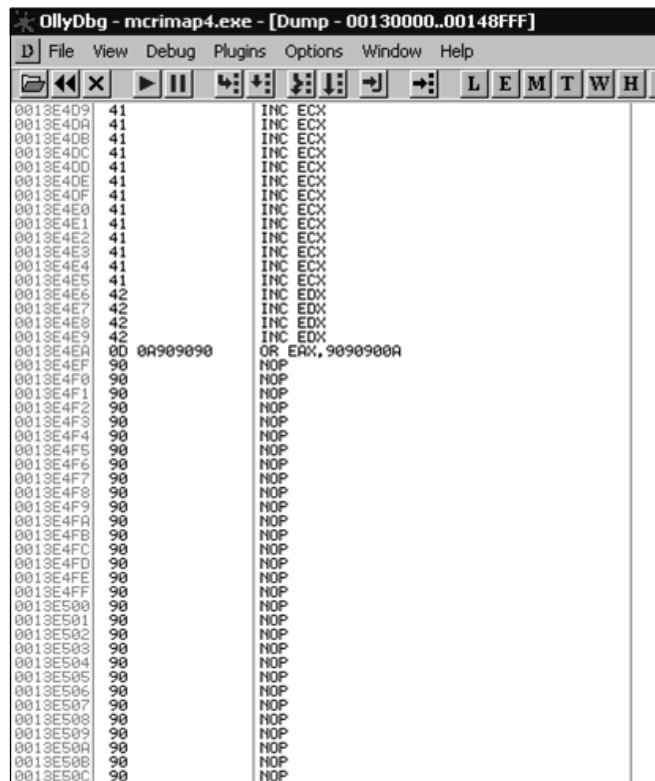 OllyDbg - mcrimap4.exe - [Dump - 00130000..00148FFF]
D File View Debug Plugins Options Window Help
L E M T W H
0013E4D9 41 INC ECX
0013E4DA 41 INC ECX
0013E4DB 41 INC ECX
0013E4DC 41 INC ECX
0013E4DD 41 INC ECX
0013E4DE 41 INC ECX
0013E4DF 41 INC ECX
0013E4E0 41 INC ECX
0013E4E1 41 INC ECX
0013E4E2 41 INC ECX
0013E4E3 41 INC ECX
0013E4E4 41 INC ECX
0013E4E5 41 INC ECX
0013E4E6 42 INC EDX
0013E4E7 42 INC EDX
0013E4E8 42 INC EDX
0013E4E9 42 INC EDX
0013E4EA 0D 0A909090 OR EAX,9090900A
0013E4EF 90 NOP
0013E4F0 90 NOP
0013E4F1 90 NOP
0013E4F2 90 NOP
0013E4F3 90 NOP
0013E4F4 90 NOP
0013E4F5 90 NOP
0013E4F6 90 NOP
0013E4F7 90 NOP
0013E4F8 90 NOP
0013E4F9 90 NOP
0013E4FA 90 NOP
0013E4FB 90 NOP
0013E4FC 90 NOP
0013E4FD 90 NOP
0013E4FE 90 NOP
0013E4FF 90 NOP
0013E500 90 NOP
0013E501 90 NOP
0013E502 90 NOP
0013E503 90 NOP
0013E504 90 NOP
0013E505 90 NOP
0013E506 90 NOP
0013E507 90 NOP
0013E508 90 NOP
0013E509 90 NOP
0013E50A 90 NOP
0013E50B 90 NOP
0013E50C 90 NOP